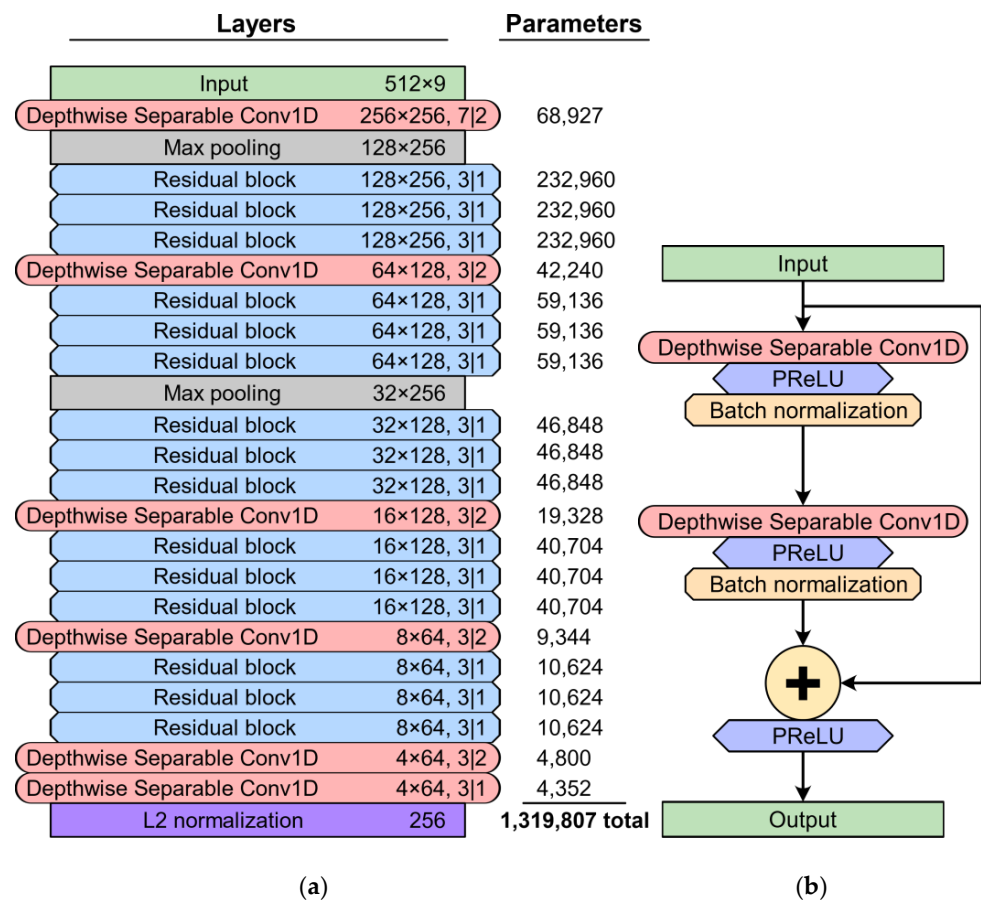 Layers Parameters
Input 512×9
Depthwise Separable Conv1D 256×256, 7|2 68,927
Max pooling 128×256
Residual block 128×256, 3|1 232,960
Residual block 128×256, 3|1 232,960
Residual block 128×256, 3|1 232,960
Depthwise Separable Conv1D 64×128, 3|2 42,240
Residual block 64×128, 3|1 59,136
Residual block 64×128, 3|1 59,136
Residual block 64×128, 3|1 59,136
Max pooling 32×256
Residual block 32×128, 3|1 46,848
Residual block 32×128, 3|1 46,848
Residual block 32×128, 3|1 46,848
Depthwise Separable Conv1D 16×128, 3|2 19,328
Residual block 16×128, 3|1 40,704
Residual block 16×128, 3|1 40,704
Residual block 16×128, 3|1 40,704
Depthwise Separable Conv1D 8×64, 3|2 9,344
Residual block 8×64, 3|1 10,624
Residual block 8×64, 3|1 10,624
Residual block 8×64, 3|1 10,624
Depthwise Separable Conv1D 4×64, 3|2 4,800
Depthwise Separable Conv1D 4×64, 3|1 4,352
L2 normalization 256 1,319,807 total
(a)
Input
Depthwise Separable Conv1D
PReLU
Batch normalization
Depthwise Separable Conv1D
PReLU
Batch normalization
+
PReLU
Output
(b)